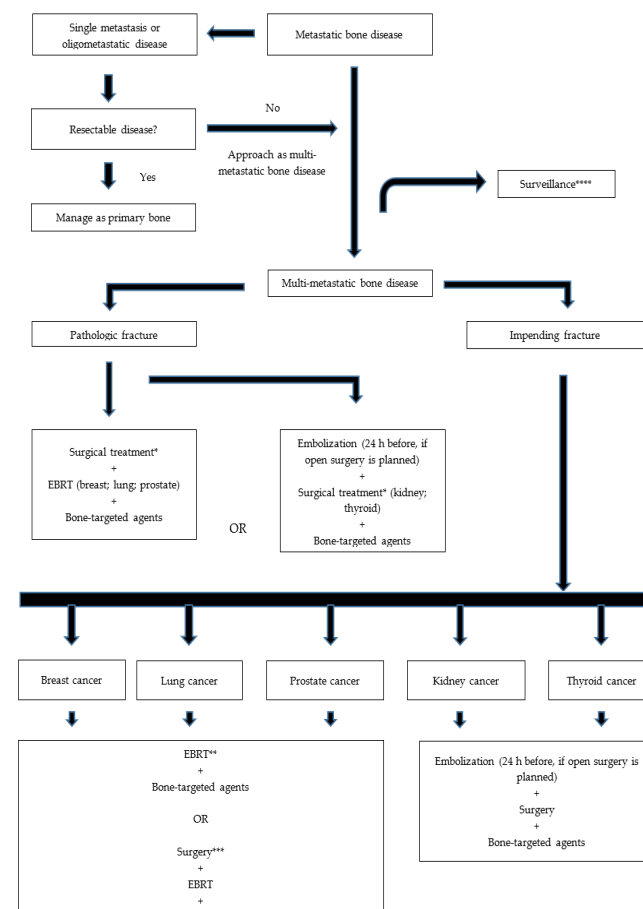 Single metastasis or
oligometastatic disease
Metastatic bone disease
Resectable disease?
No
Approach as multi-
metastatic bone disease
Yes
Manage as primary bone
Surveillance****
Multi-metastatic bone disease
Pathologic fracture
Impending fracture
Surgical treatment*
+
EBRT (breast; lung; prostate)
+
Bone-targeted agents
OR
Embolization (24 h before, if
open surgery is planned)
+
Surgical treatment* (kidney;
thyroid)
+
Bone-targeted agents
Breast cancer
Lung cancer
Prostate cancer
Kidney cancer
Thyroid cancer
EBRT**
+
Bone-targeted agents
OR
Surgery***
+
EBRT
+
Embolization (24 h before, if open surgery is
planned)
+
Surgery
+
Bone-targeted agents